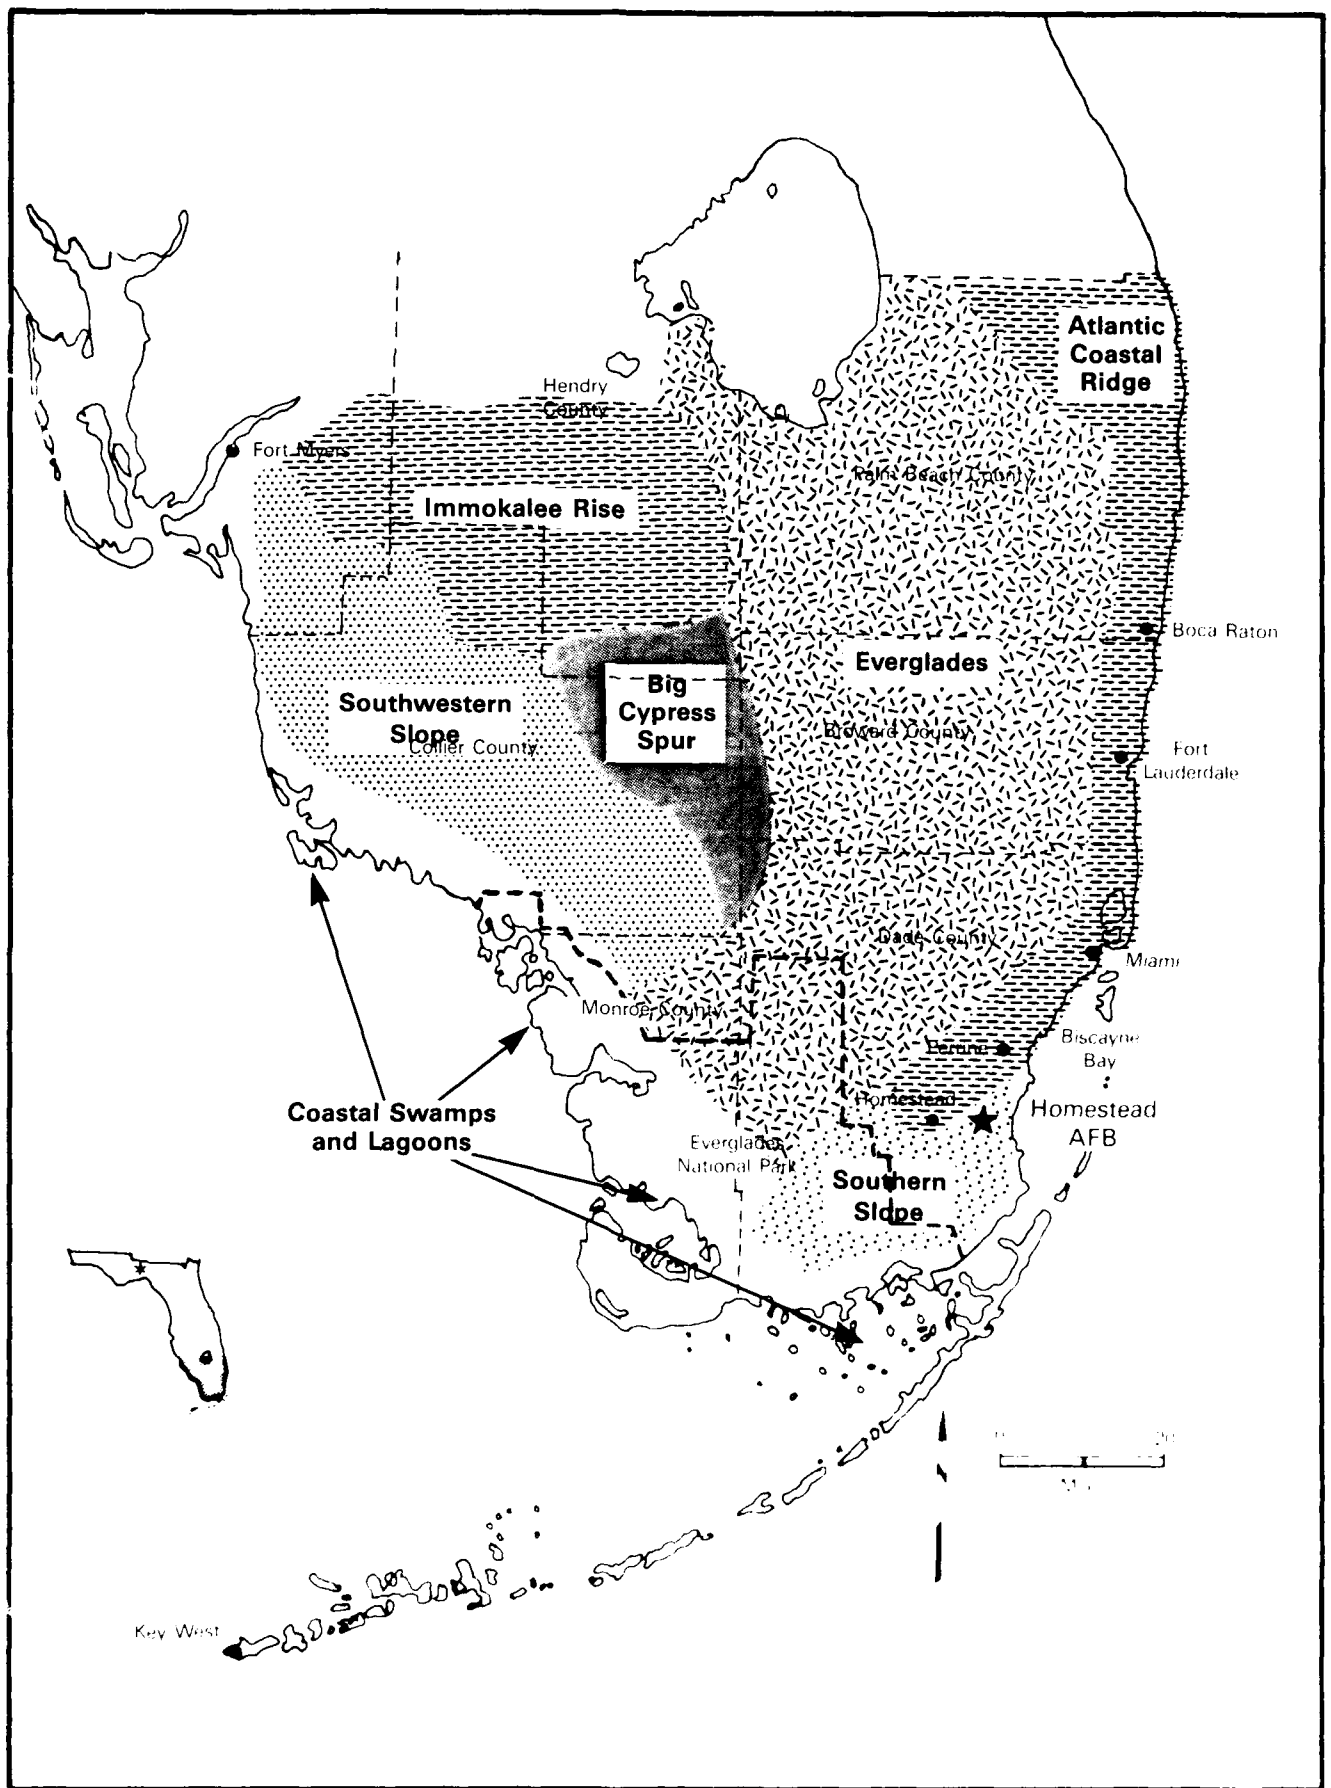 Atlantic
Coastal
Ridge
Hendry
County
Fort Myers
Palm Beach County
Immokalee Rise
Boca Raton
Everglades
Big
Cypress
Spur
Southwestern
Slope
Collier County
Broward County
Fort
Lauderdale
Dade County
Miami
Monroe County
Biscayne
Bay
Perrine
Homestead
Homestead
AFB
Coastal Swamps
and Lagoons
Everglades
National Park
Southern
Slope
Key West